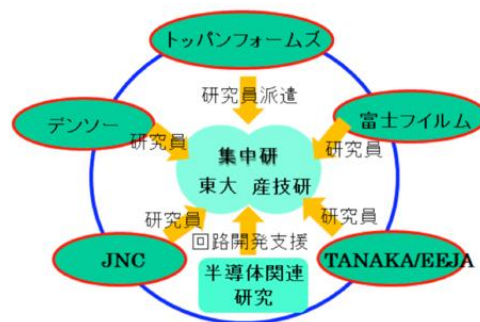 トッパンフォームズ
研究員派遣
デンソー
富士フイルム
研究員
研究員
集中研
東大 産技研
研究員
研究員
回路開発支援
JNC
半導体関連
研究
TANAKA/EEJA